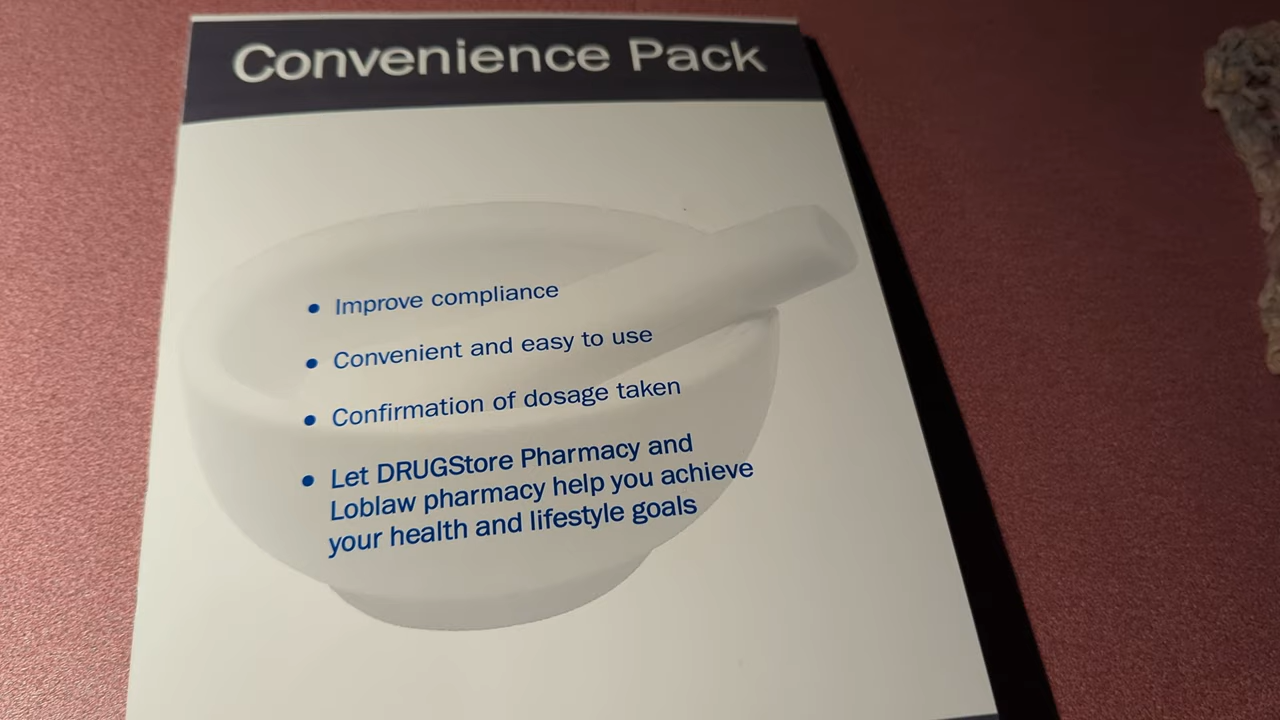 Convenience Pack
• Improve compliance
• Convenient and easy to use
• Confirmation of dosage taken
• Let DRUGStore Pharmacy and
Loblaw pharmacy help you achieve
your health and lifestyle goals